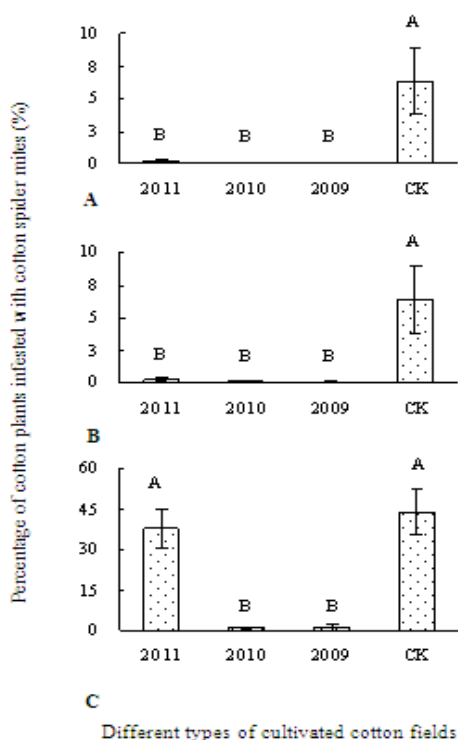 Percentage of cotton plants infested with cotton spider mites (%)
10
8
5
3
0
B
B
B
A
2011
2010
2009
CK
A
10
8
5
3
0
B
B
B
A
2011
2010
2009
CK
B
60
45
30
15
0
A
B
B
A
2011
2010
2009
CK
C
Different types of cultivated cotton fields